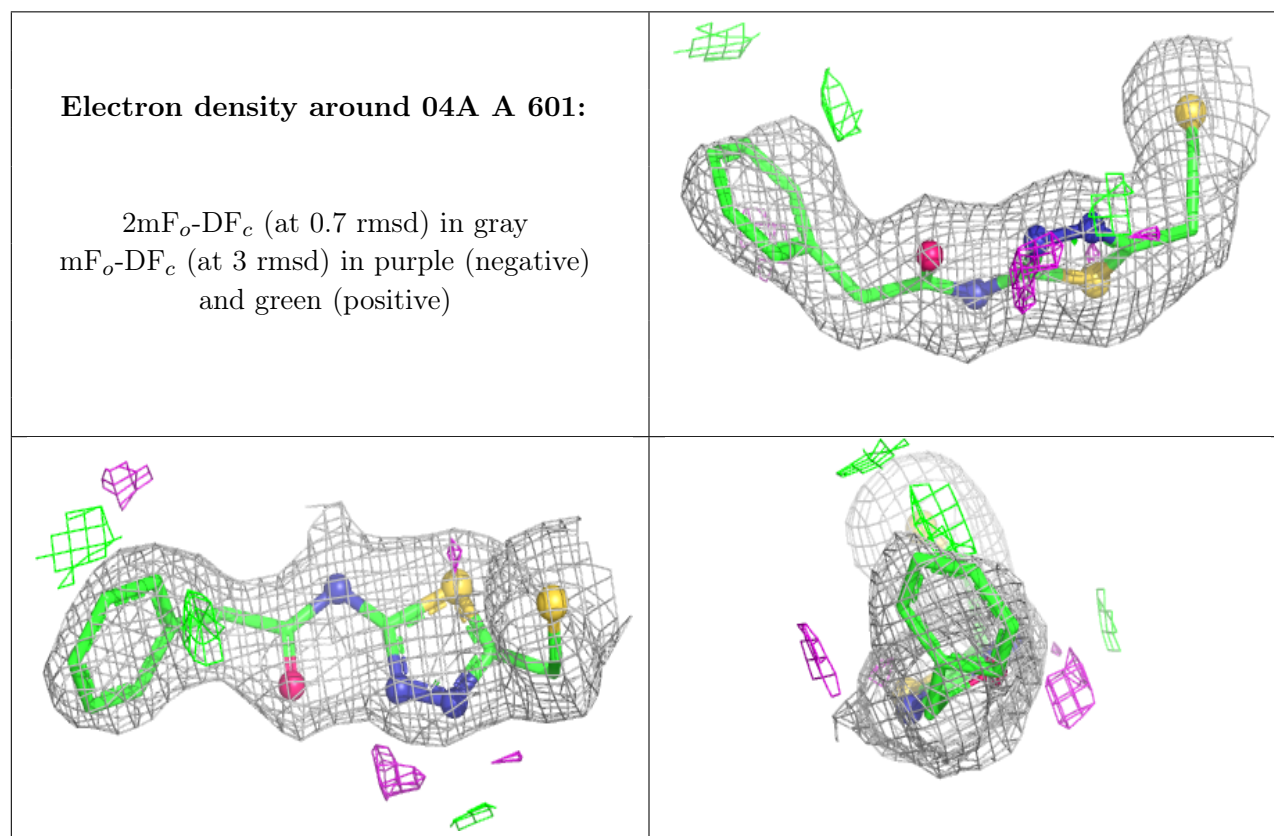 Electron density around 04A A 601:
2mFo-DFc (at 0.7 rmsd) in gray
mFo-DFc (at 3 rmsd) in purple (negative)
and green (positive)